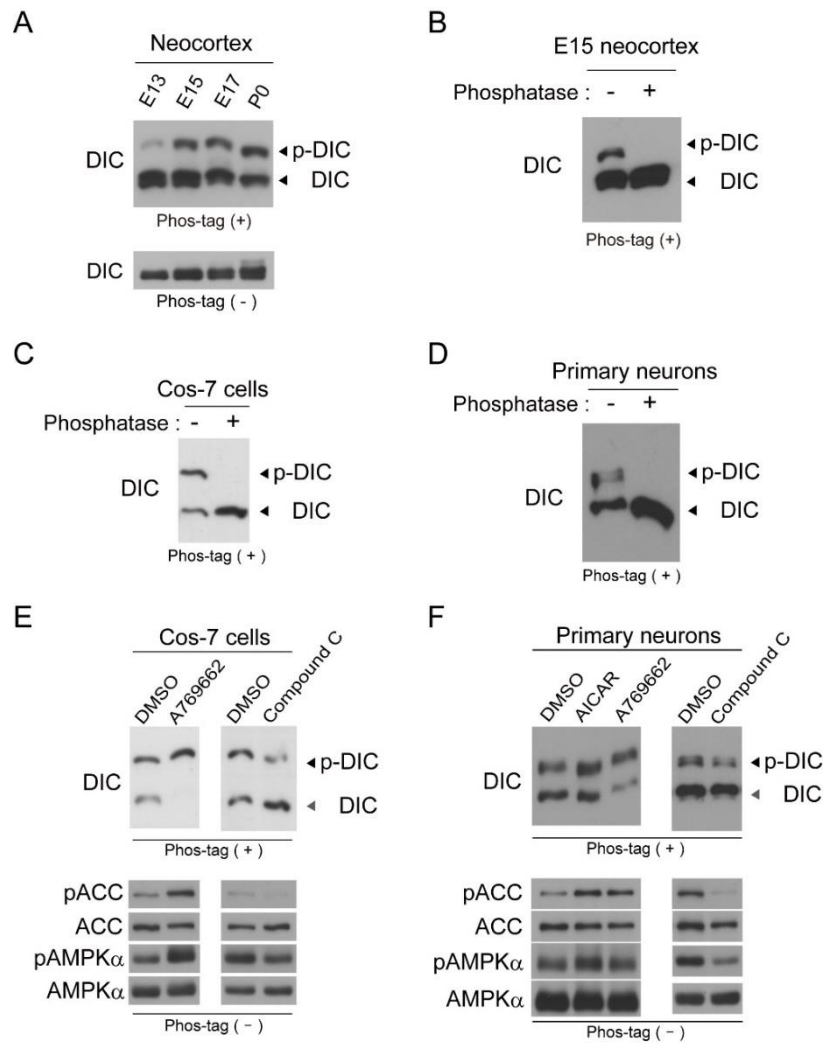 A
Neocortex
E13 E15 E17 P0
DIC
◄ p-DIC
◄ DIC
Phos-tag (+)
DIC
Phos-tag ( - )
B
E15 neocortex
Phosphatase : - +
DIC
◄ p-DIC
◄ DIC
Phos-tag (+)
C
Cos-7 cells
Phosphatase : - +
DIC
◄ p-DIC
◄ DIC
Phos-tag ( + )
D
Primary neurons
Phosphatase : - +
DIC
◄ p-DIC
◄ DIC
Phos-tag ( + )
E
Cos-7 cells
DMSO A769662 DMSO Compound C
DIC
◄ p-DIC
◄ DIC
Phos-tag ( + )
pACC
ACC
pAMPKα
AMPKα
Phos-tag ( − )
F
Primary neurons
DMSO AICAR A769662 DMSO Compound C
DIC
◄ p-DIC
◄ DIC
Phos-tag ( + )
pACC
ACC
pAMPKα
AMPKα
Phos-tag ( − )